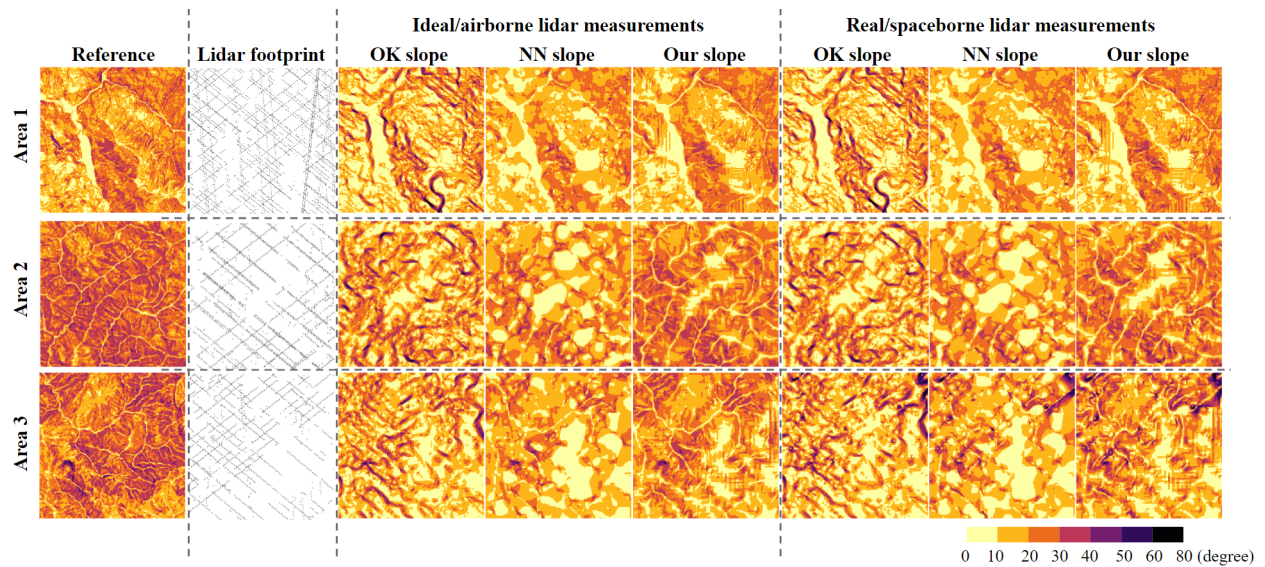 Ideal/airborne lidar measurements Real/spaceborne lidar measurements
Reference Lidar footprint OK slope NN slope Our slope OK slope NN slope Our slope
Area 1
Area 2
Area 3
0 10 20 30 40 50 60 80 (degree)